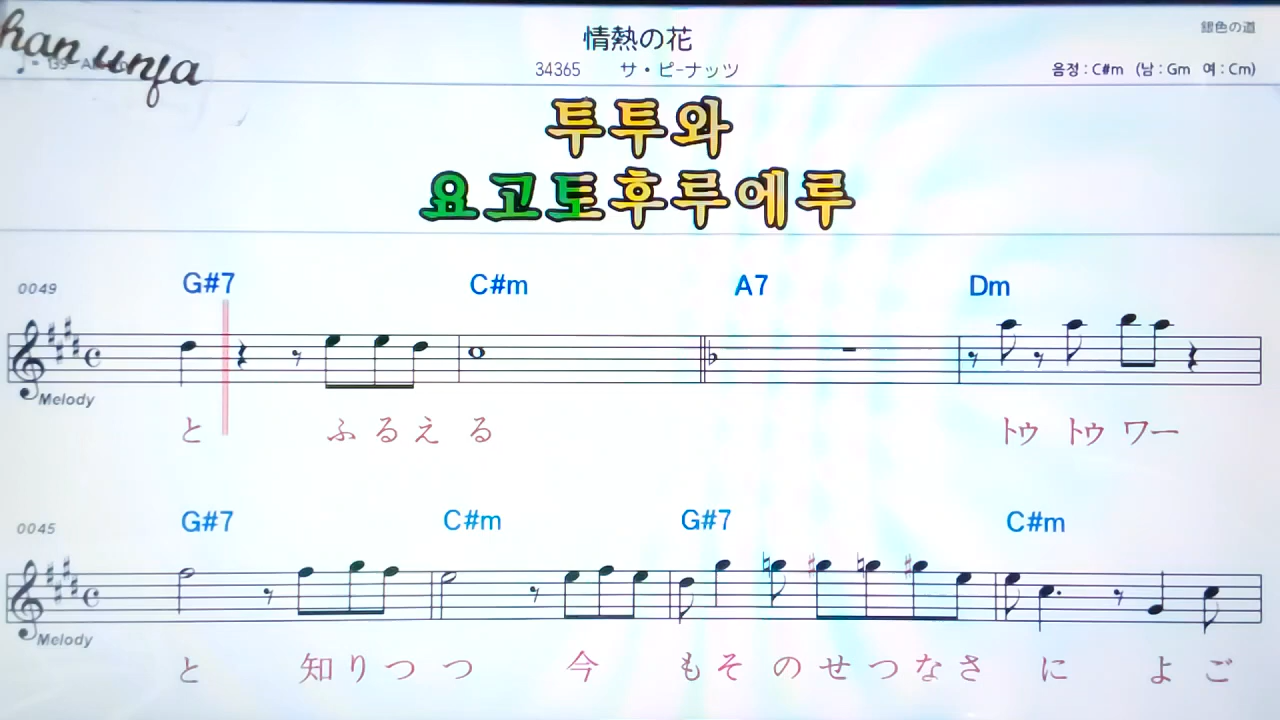 han unja
情熱の花
銀色の道
34365 サ・ピーナッツ
음정 : C#m (남 : Gm 여 : Cm)
투투와
요고토후루에루
0049 G#7 C#m A7 Dm
Melody
と ふ る え る トゥ トゥ ワー
0045 G#7 C#m G#7 C#m
Melody
と 知 り つ つ 今 も そ の せ つ な さ に よ ご